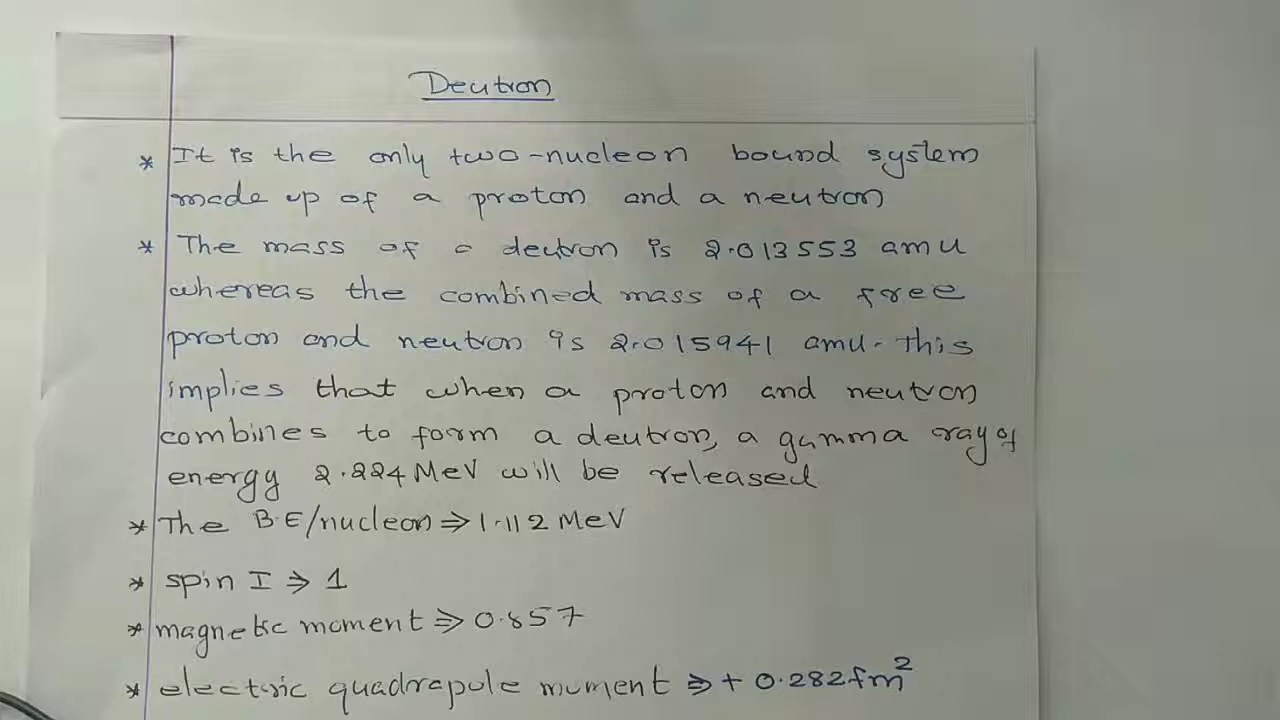 Deutron
* It is the only two-nucleon bound system
made up of a proton and a neutron
* The mass of a deutron is 2.013553 amu
whereas the combined mass of a free
proton and neutron is 2.015941 amu. This
implies that when a proton and neutron
combines to form a deutron, a gamma ray of
energy 2.224 MeV will be released
* The B.E/nucleon ⇒ 1.112 MeV
* spin I ⇒ 1
* magnetic moment ⇒ 0.857
* electric quadrapule mument ⇒ + 0.282 fm²